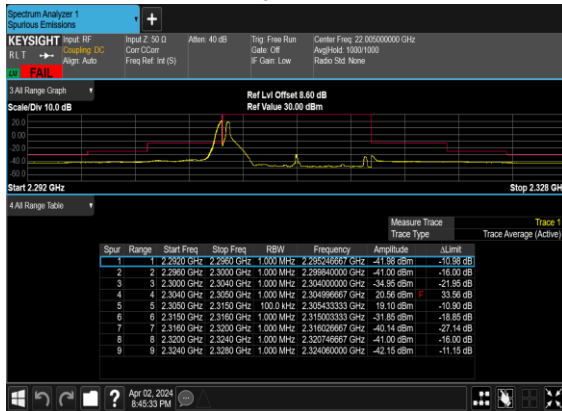 Spectrum Analyzer 1
Spurious Emissions
KEYSIGHT Input: RF Input Z: 50 Ω Atten: 40 dB Trig: Free Run Center Freq: 22.005000000 GHz
RLT Coupling: DC Corr CCorr Gate: Off Avg|Hold: 1000/1000
Align: Auto Freq Ref: Int (S) IF Gain: Low Radio Std: None
FAIL
3 All Range Graph Ref Lvl Offset 8.60 dB
Scale/Div 10.0 dB Ref Value 30.00 dBm
20.0
0.00
-20.0
-40.0
-60.0
Start 2.292 GHz Stop 2.328 GH
4 All Range Table
Measure Trace Trace 1
Trace Type Trace Average (Active)
Spur Range Start Freq Stop Freq RBW Frequency Amplitude ΔLimit
1 1 2.2920 GHz 2.2960 GHz 1.000 MHz 2.295246667 GHz -41.98 dBm -10.98 dB
2 2 2.2960 GHz 2.3000 GHz 1.000 MHz 2.299840000 GHz -41.00 dBm -16.00 dB
3 3 2.3000 GHz 2.3040 GHz 1.000 MHz 2.304000000 GHz -34.95 dBm -21.95 dB
4 4 2.3040 GHz 2.3050 GHz 1.000 MHz 2.304996667 GHz 20.56 dBm F 33.56 dB
5 5 2.3050 GHz 2.3150 GHz 100.0 kHz 2.305433333 GHz 19.10 dBm -10.90 dB
6 6 2.3150 GHz 2.3160 GHz 1.000 MHz 2.315003333 GHz -31.85 dBm -18.85 dB
7 7 2.3160 GHz 2.3200 GHz 1.000 MHz 2.316026667 GHz -40.14 dBm -27.14 dB
8 8 2.3200 GHz 2.3240 GHz 1.000 MHz 2.320746667 GHz -41.00 dBm -16.00 dB
9 9 2.3240 GHz 2.3280 GHz 1.000 MHz 2.324060000 GHz -42.15 dBm -11.15 dB
Apr 02, 2024
8:45:33 PM